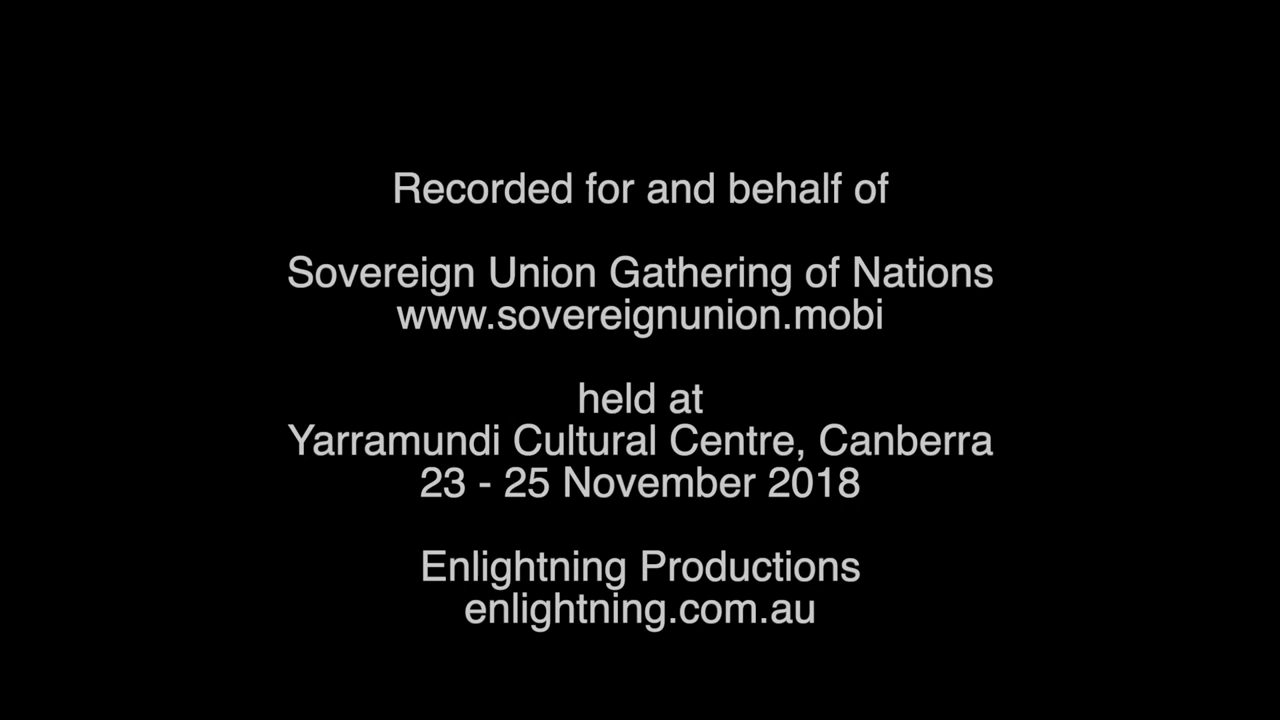 Recorded for and behalf of
Sovereign Union Gathering of Nations
www.sovereignunion.mobi
held at
Yarramundi Cultural Centre, Canberra
23 - 25 November 2018
Enlightning Productions
enlightning.com.au